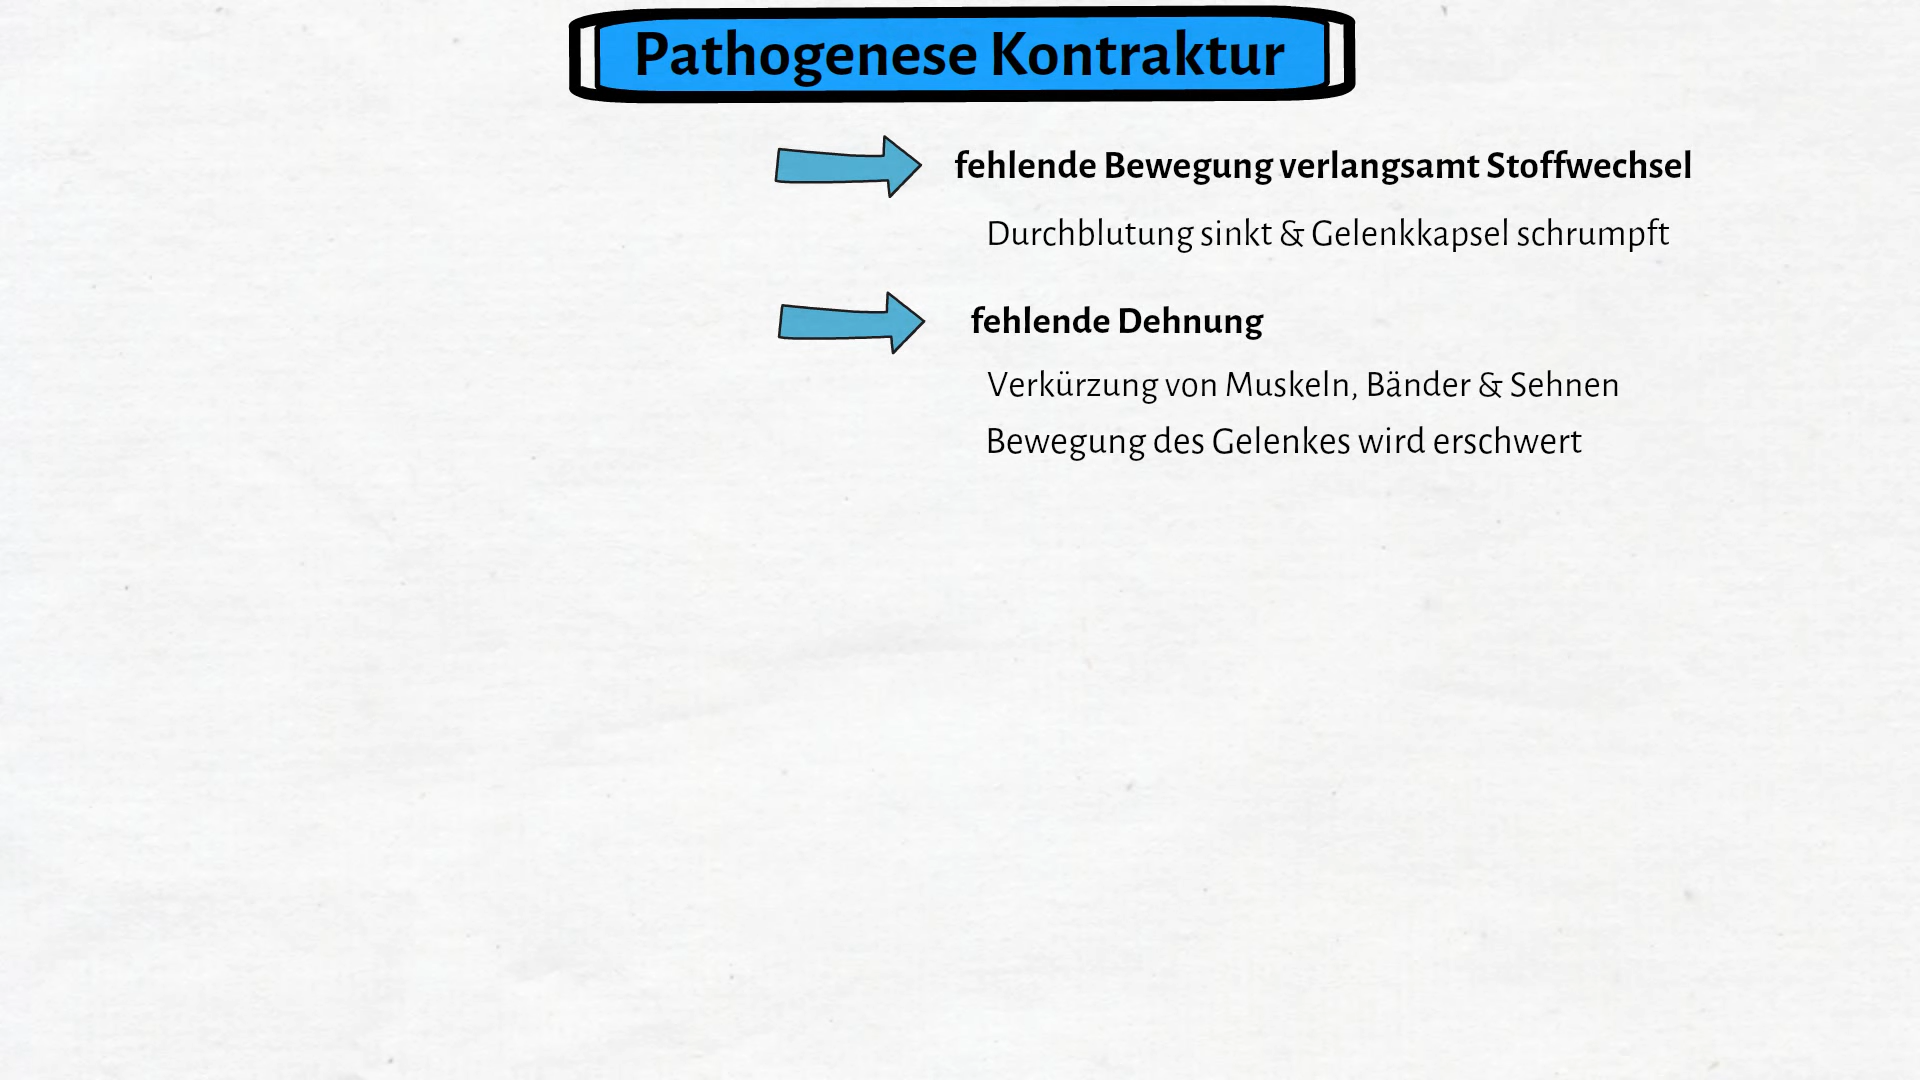 Pathogenese Kontraktur
fehlende Bewegung verlangsamt Stoffwechsel
Durchblutung sinkt & Gelenkkapsel schrumpft
fehlende Dehnung
Verkürzung von Muskeln, Bänder & Sehnen
Bewegung des Gelenkes wird erschwert